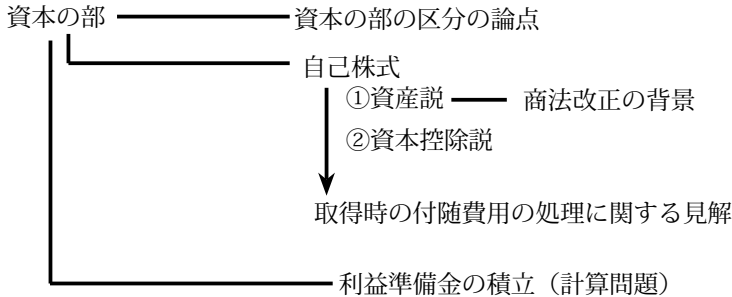 資本の部 資本の部の区分の論点
自己株式
①資産説 商法改正の背景
②資本控除説
取得時の付随費用の処理に関する見解
利益準備金の積立（計算問題）